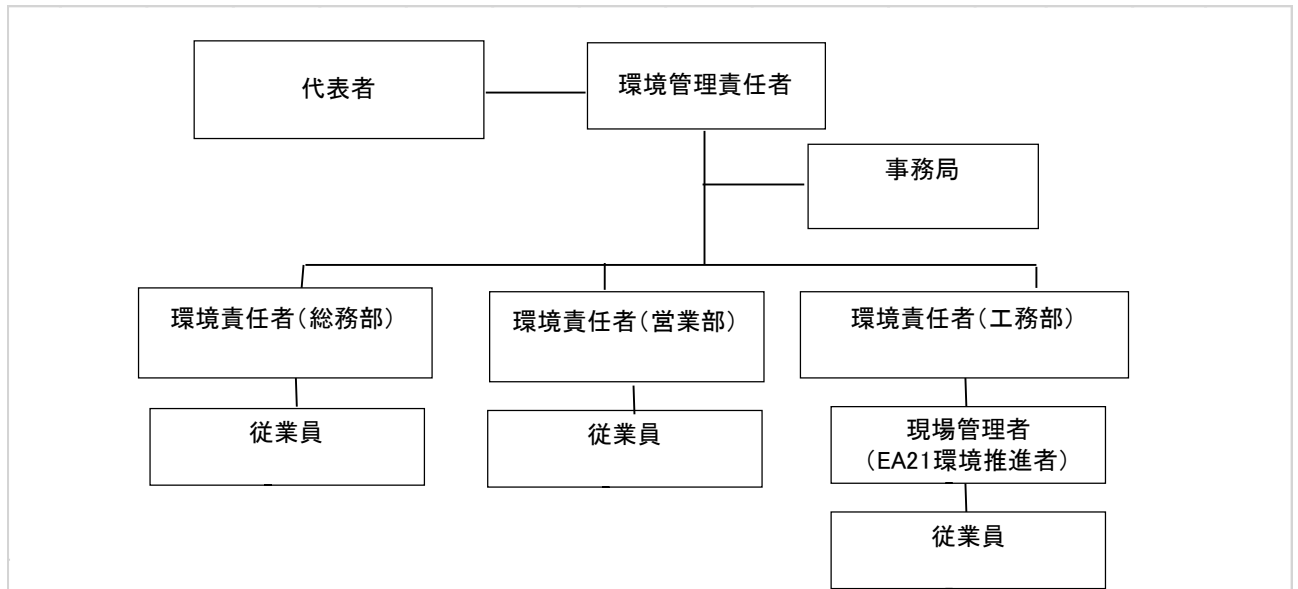 代表者
環境管理責任者
事務局
環境責任者（総務部）
環境責任者（営業部）
環境責任者（工務部）
従業員
従業員
現場管理者
（EA21環境推進者）
従業員